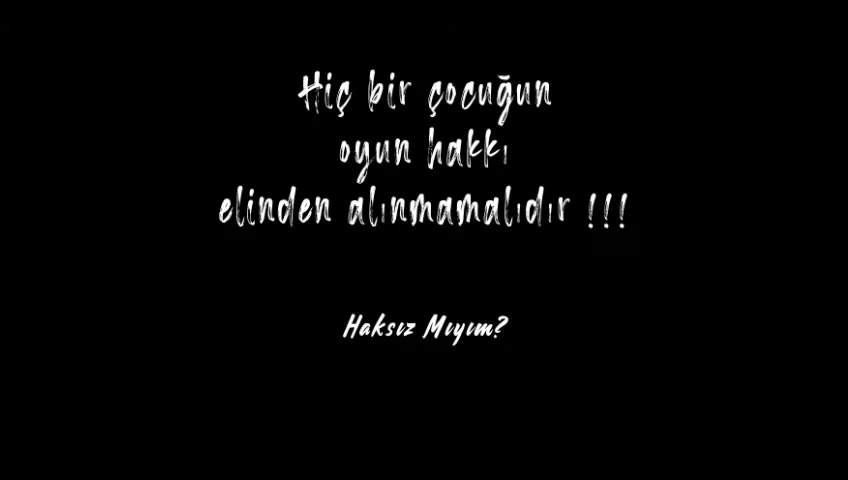 Hiç bir çocuğun
oyun hakkı
elinden alınmamalıdır !!!
Haksız Mıyım?